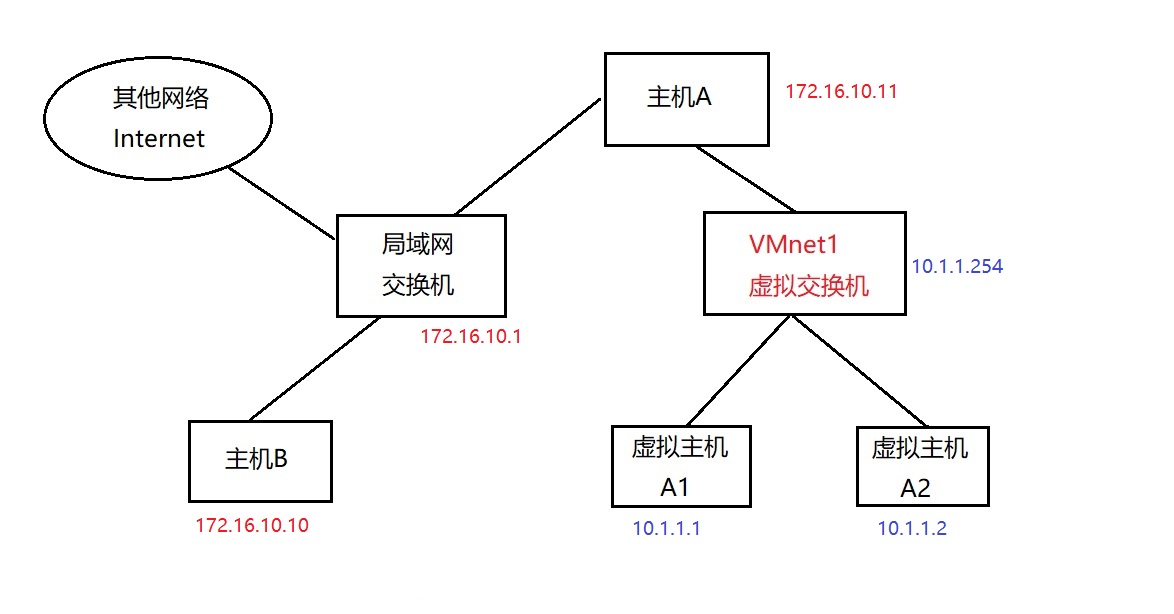 其他网络
Internet
主机A
172.16.10.11
局域网
交换机
172.16.10.1
VMnet1
虚拟交换机
10.1.1.254
主机B
172.16.10.10
虚拟主机
A1
10.1.1.1
虚拟主机
A2
10.1.1.2